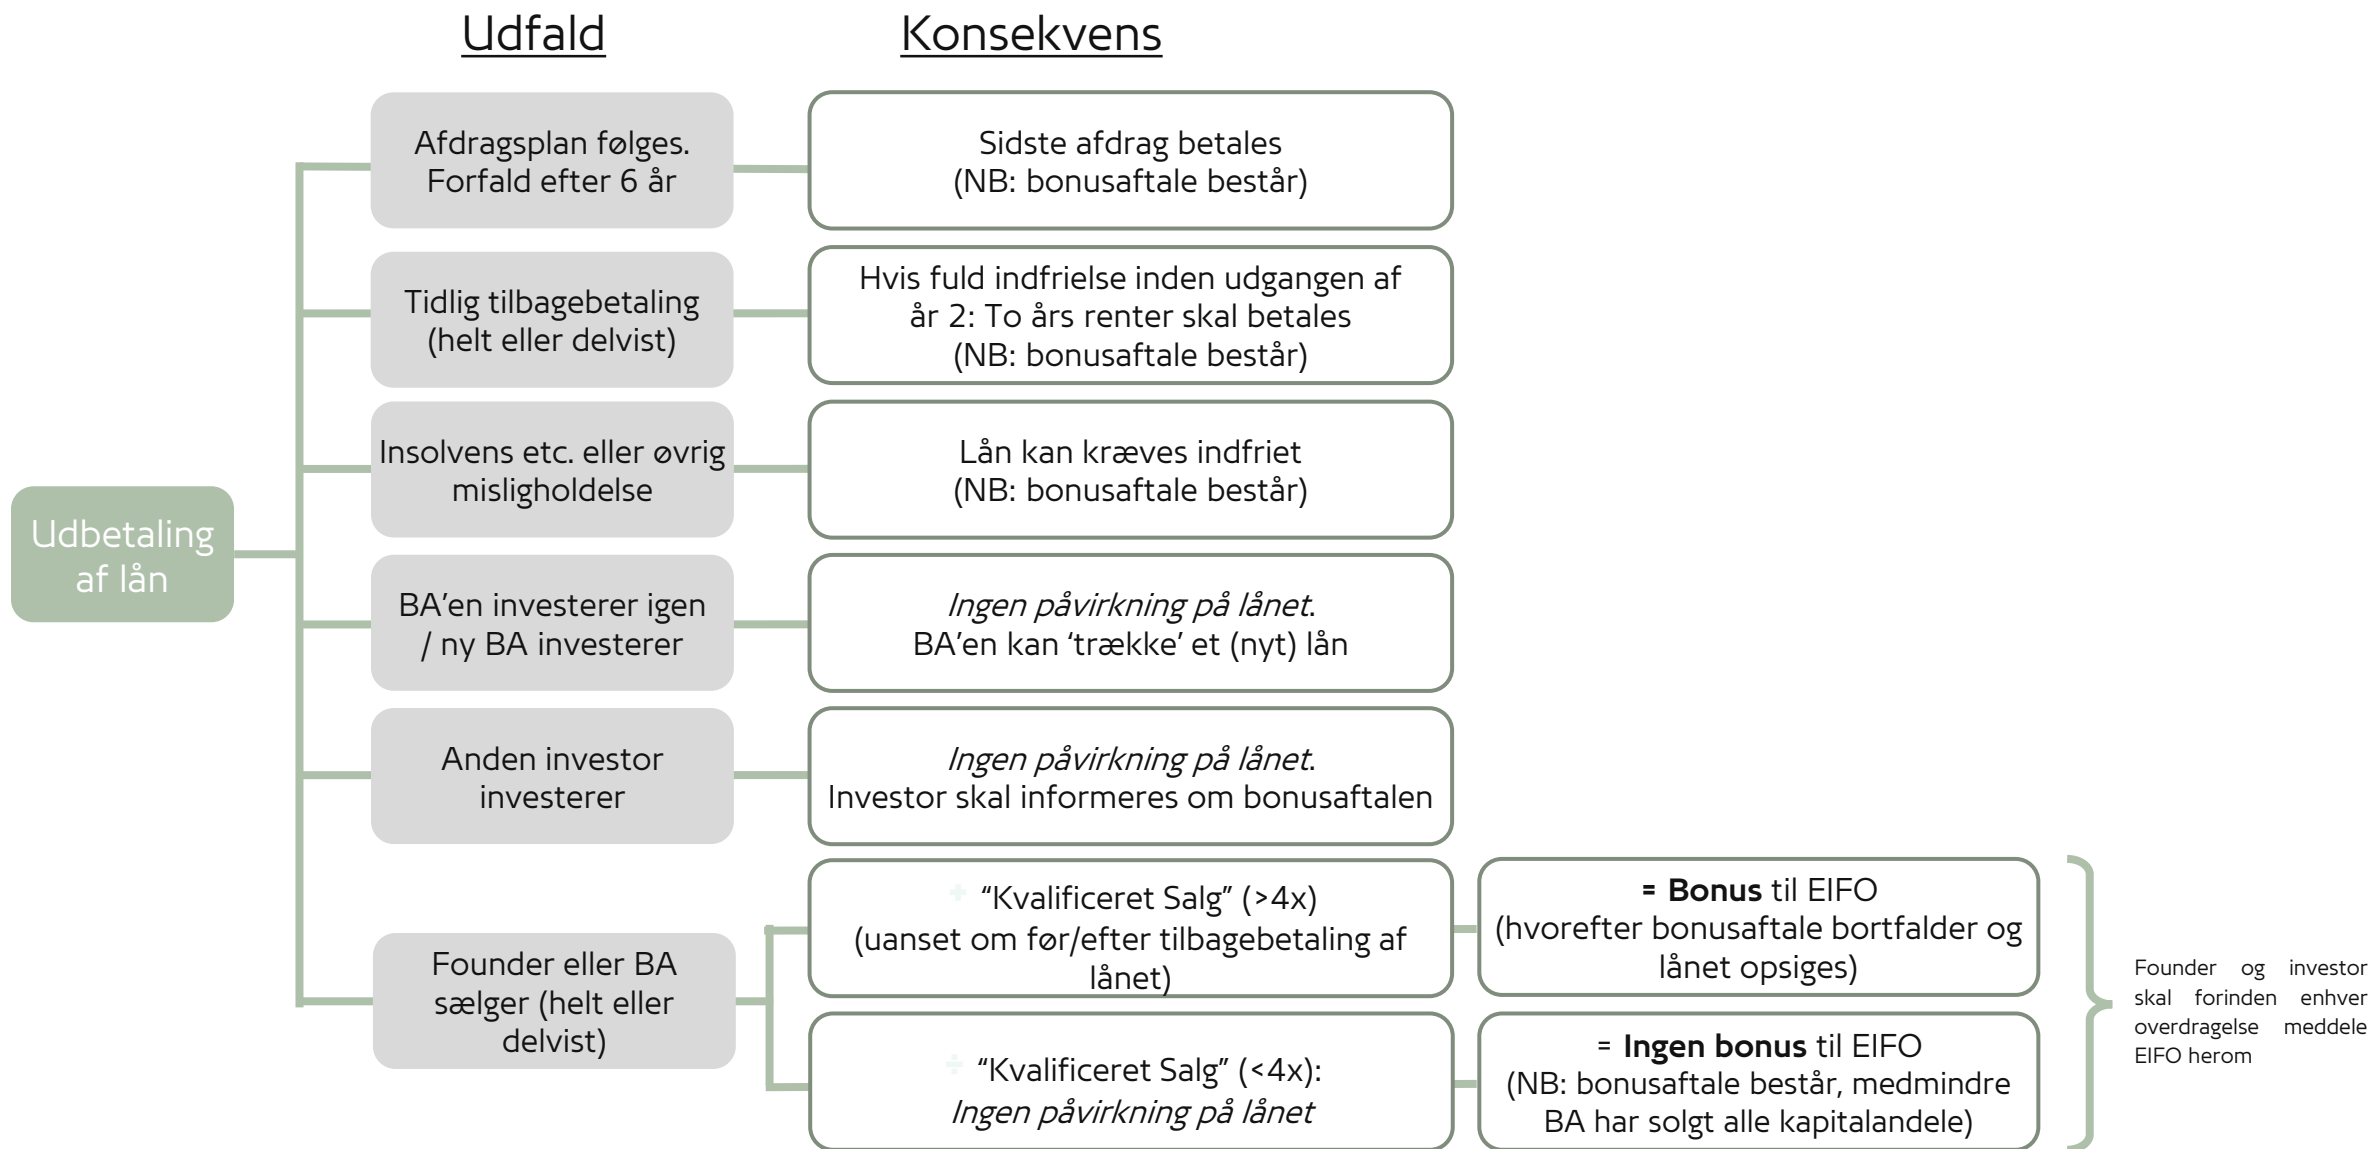 Udfald
Konsekvens
Afdragsplan følges.
Forfald efter 6 år
Sidste afdrag betales
(NB: bonusaftale består)
Tidlig tilbagebetaling
(helt eller delvist)
Hvis fuld indfrielse inden udgangen af
år 2: To års renter skal betales
(NB: bonusaftale består)
Insolvens etc. eller øvrig
misligholdelse
Lån kan kræves indfriet
(NB: bonusaftale består)
Udbetaling
af lån
BA’en investerer igen
/ ny BA investerer
Ingen påvirkning på lånet.
BA’en kan ‘trække’ et (nyt) lån
Anden investor
investerer
Ingen påvirkning på lånet.
Investor skal informeres om bonusaftalen
Founder eller BA
sælger (helt eller
delvist)
+ “Kvalificeret Salg” (>4x)
(uanset om før/efter tilbagebetaling af
lånet)
= Bonus til EIFO
(hvorefter bonusaftale bortfalder og
lånet opsiges)
÷ “Kvalificeret Salg” (<4x):
Ingen påvirkning på lånet
= Ingen bonus til EIFO
(NB: bonusaftale består, medmindre
BA har solgt alle kapitalandele)
Founder og investor
skal forinden enhver
overdragelse meddele
EIFO herom